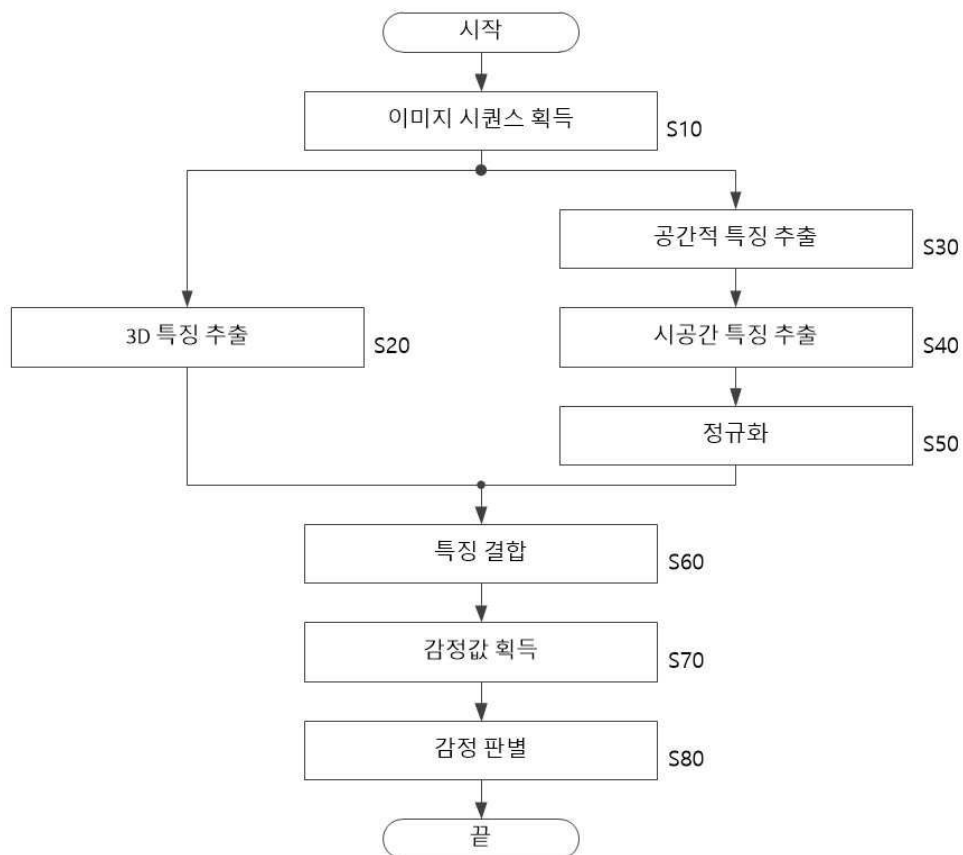 시작
이미지 시퀀스 획득
S10
공간적 특징 추출
S30
3D 특징 추출
S20
시공간 특징 추출
S40
정규화
S50
특징 결합
S60
감정값 획득
S70
감정 판별
S80
끝